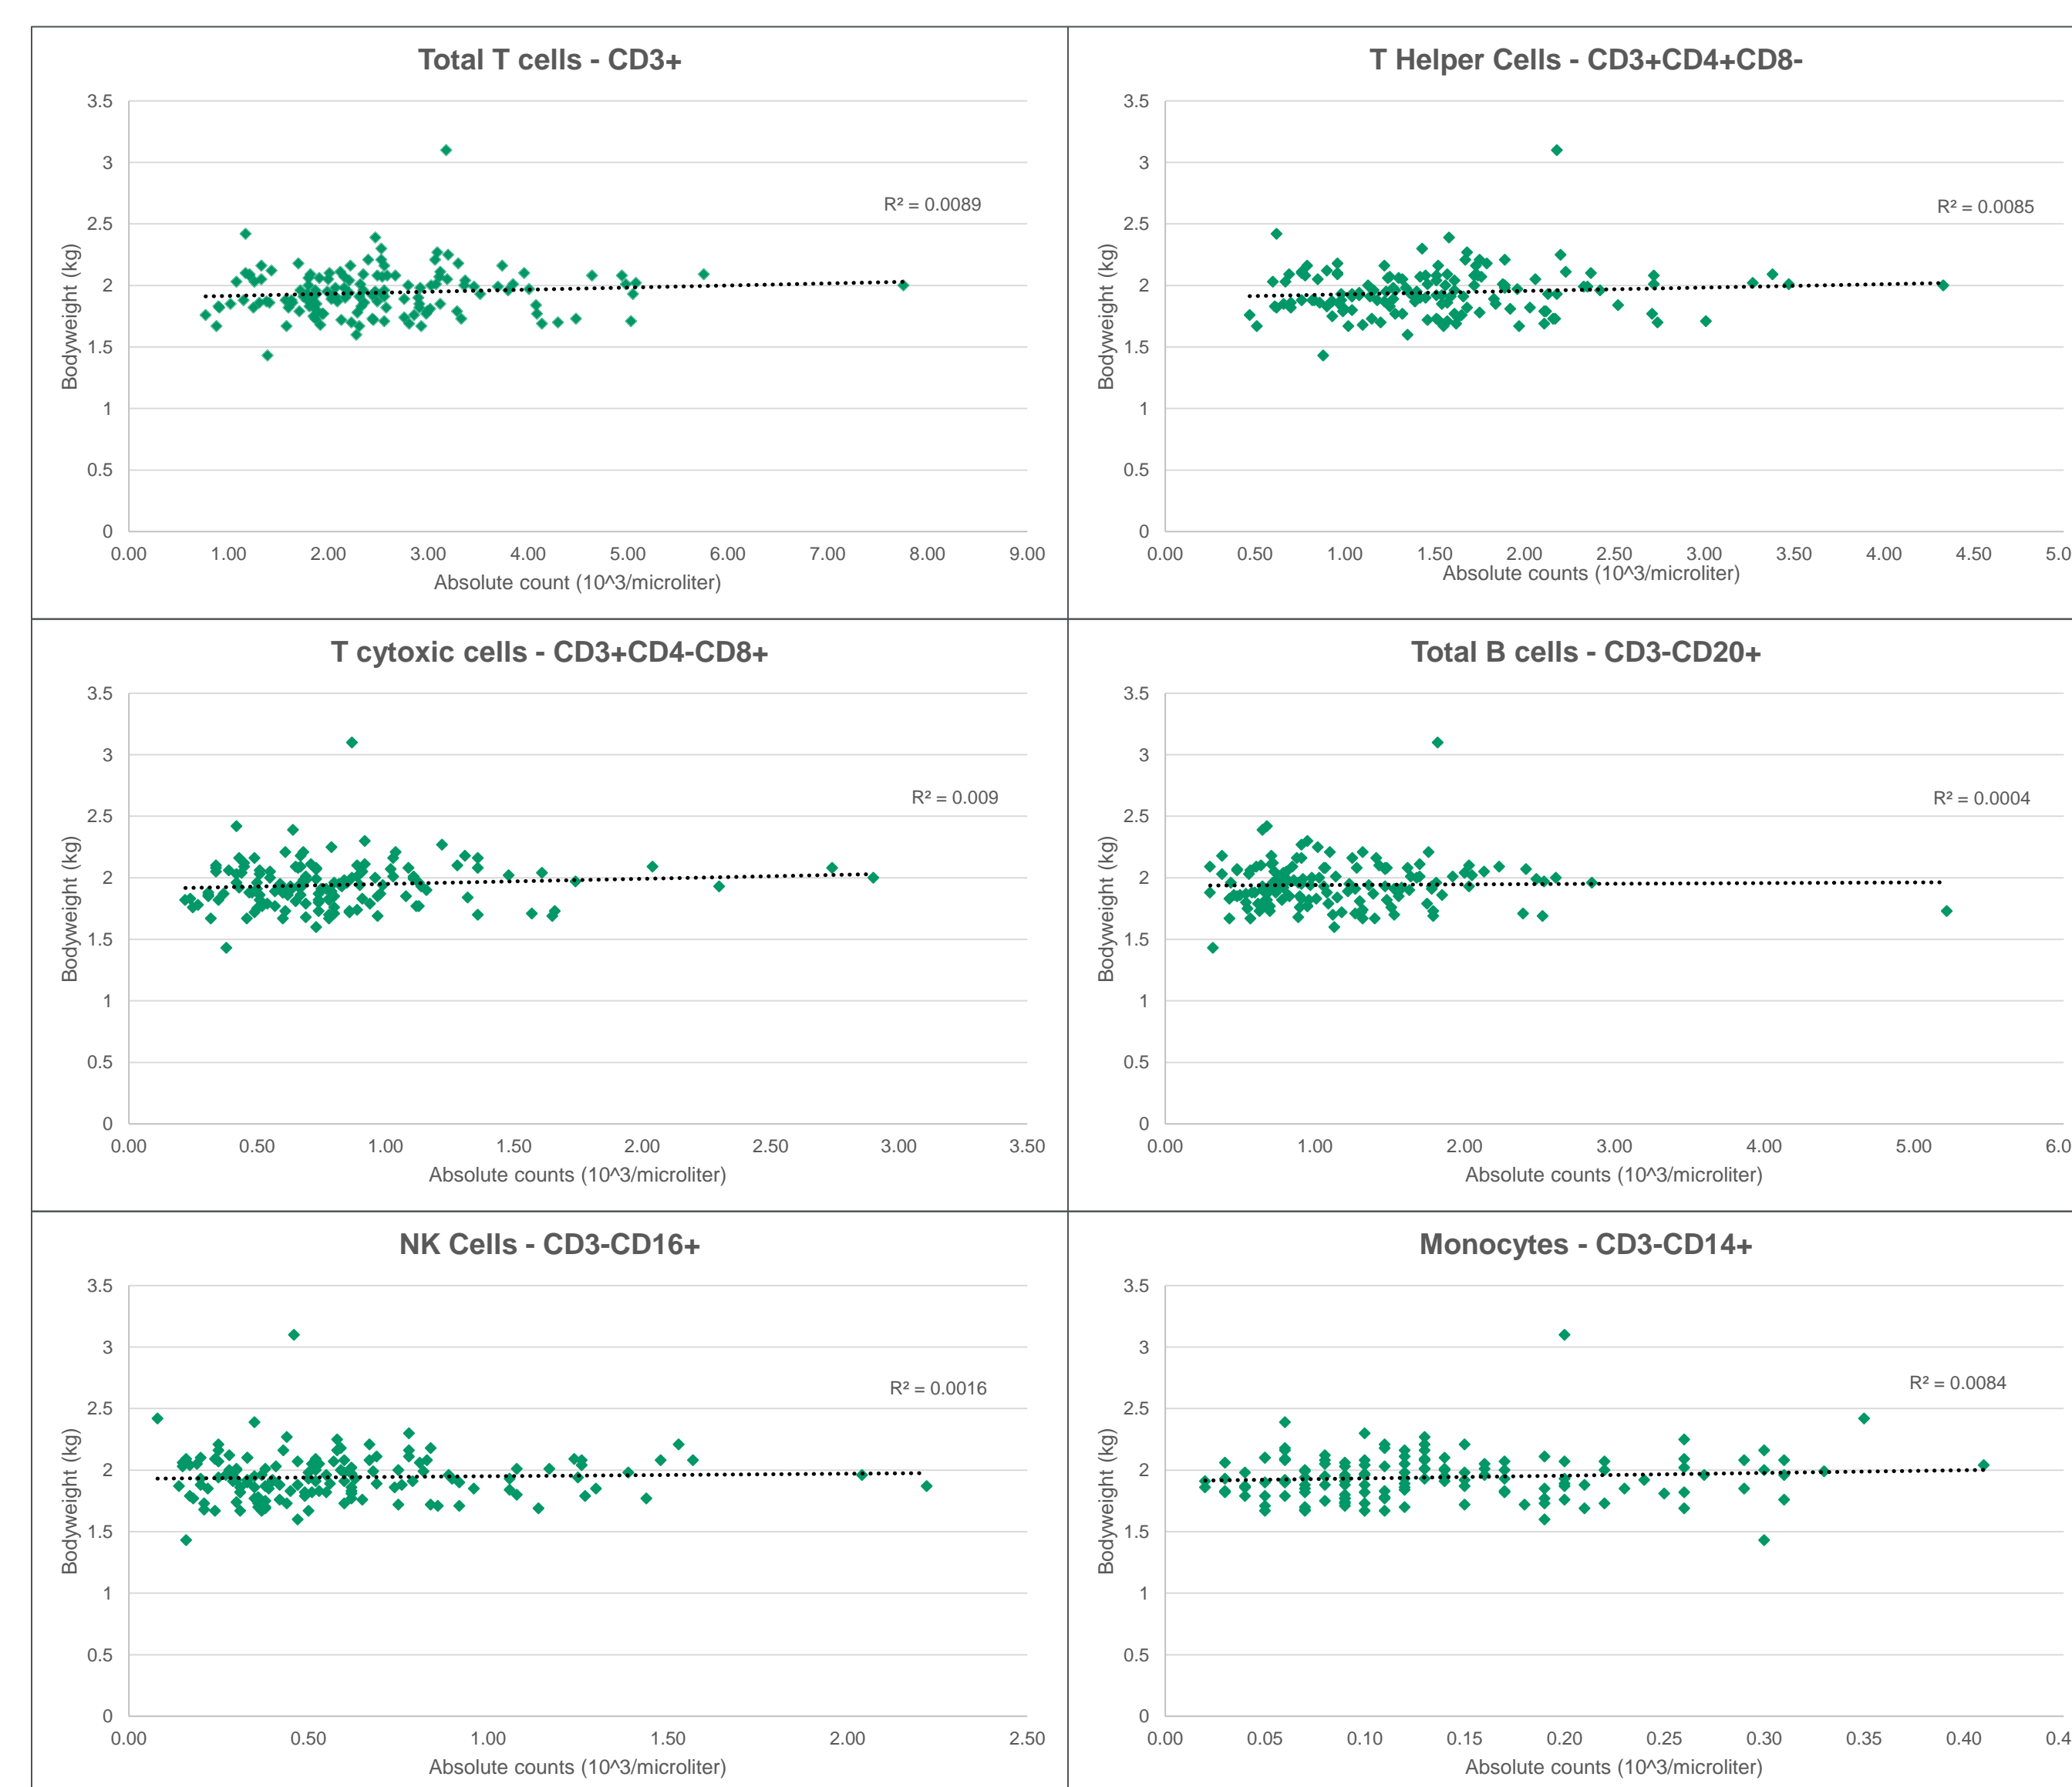 Total T cells - CD3+
3.5
3
R² = 0.0089
2.5
2
1.5
1
0.5
0
Bodyweight (kg)
0.00 1.00 2.00 3.00 4.00 5.00 6.00 7.00 8.00 9.00
Absolute count (10^3/microliter)
T Helper Cells - CD3+CD4+CD8-
3.5
3
R² = 0.0085
2.5
2
1.5
1
0.5
0
Bodyweight (kg)
0.00 0.50 1.00 1.50 2.00 2.50 3.00 3.50 4.00 4.50 5.0
Absolute counts (10^3/microliter)
T cytoxic cells - CD3+CD4-CD8+
3.5
3
R² = 0.009
2.5
2
1.5
1
0.5
0
Bodyweight (kg)
0.00 0.50 1.00 1.50 2.00 2.50 3.00 3.50
Absolute counts (10^3/microliter)
Total B cells - CD3-CD20+
3.5
3
R² = 0.0004
2.5
2
1.5
1
0.5
0
Bodyweight (kg)
0.00 1.00 2.00 3.00 4.00 5.00 6.0
Absolute counts (10^3/microliter)
NK Cells - CD3-CD16+
3.5
3
R² = 0.0016
2.5
2
1.5
1
0.5
0
Bodyweight (kg)
0.00 0.50 1.00 1.50 2.00 2.50
Absolute counts (10^3/microliter)
Monocytes - CD3-CD14+
3.5
3
R² = 0.0084
2.5
2
1.5
1
0.5
0
Bodyweight (kg)
0.00 0.05 0.10 0.15 0.20 0.25 0.30 0.35 0.40 0.4
Absolute counts (10^3/microliter)